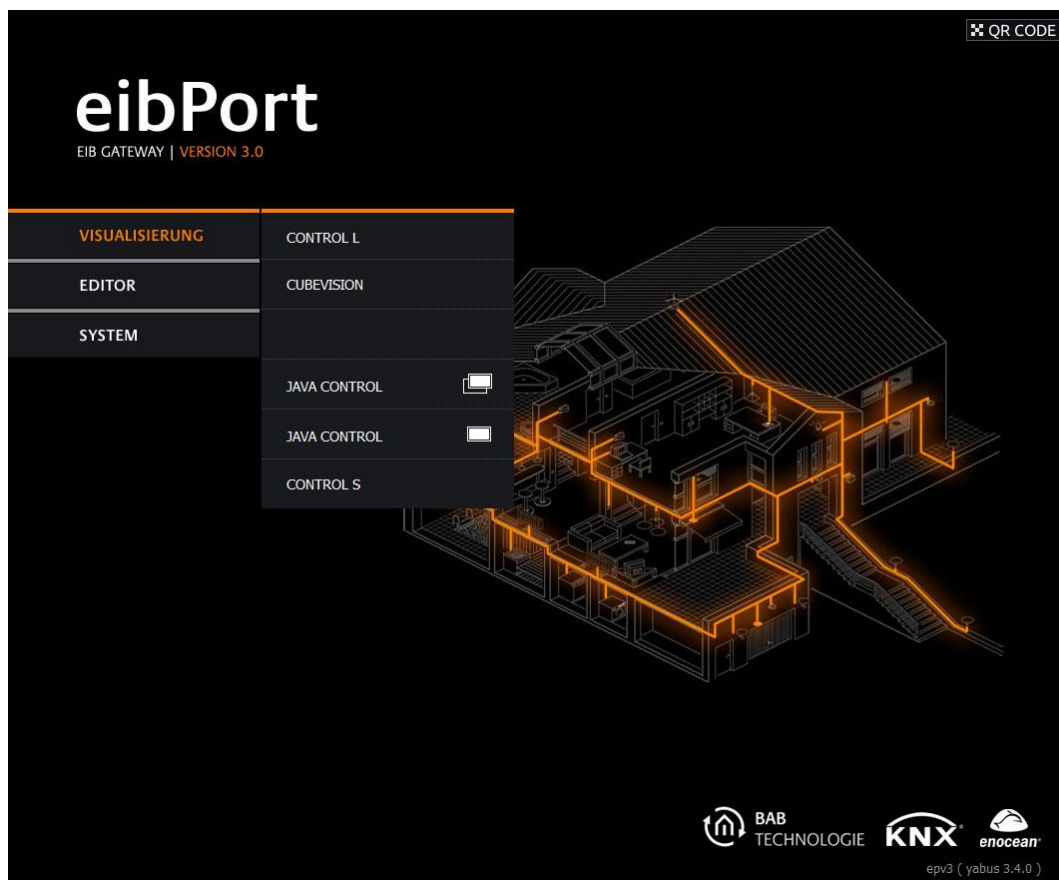 QR CODE
eibPort
EIB GATEWAY | VERSION 3.0
VISUALISIERUNG
EDITOR
SYSTEM
CONTROL L
CUBEVISION
JAVA CONTROL
JAVA CONTROL
CONTROL S
BAB
TECHNOLOGIE
KNX®
enocean®
epv3 ( yabus 3.4.0 )